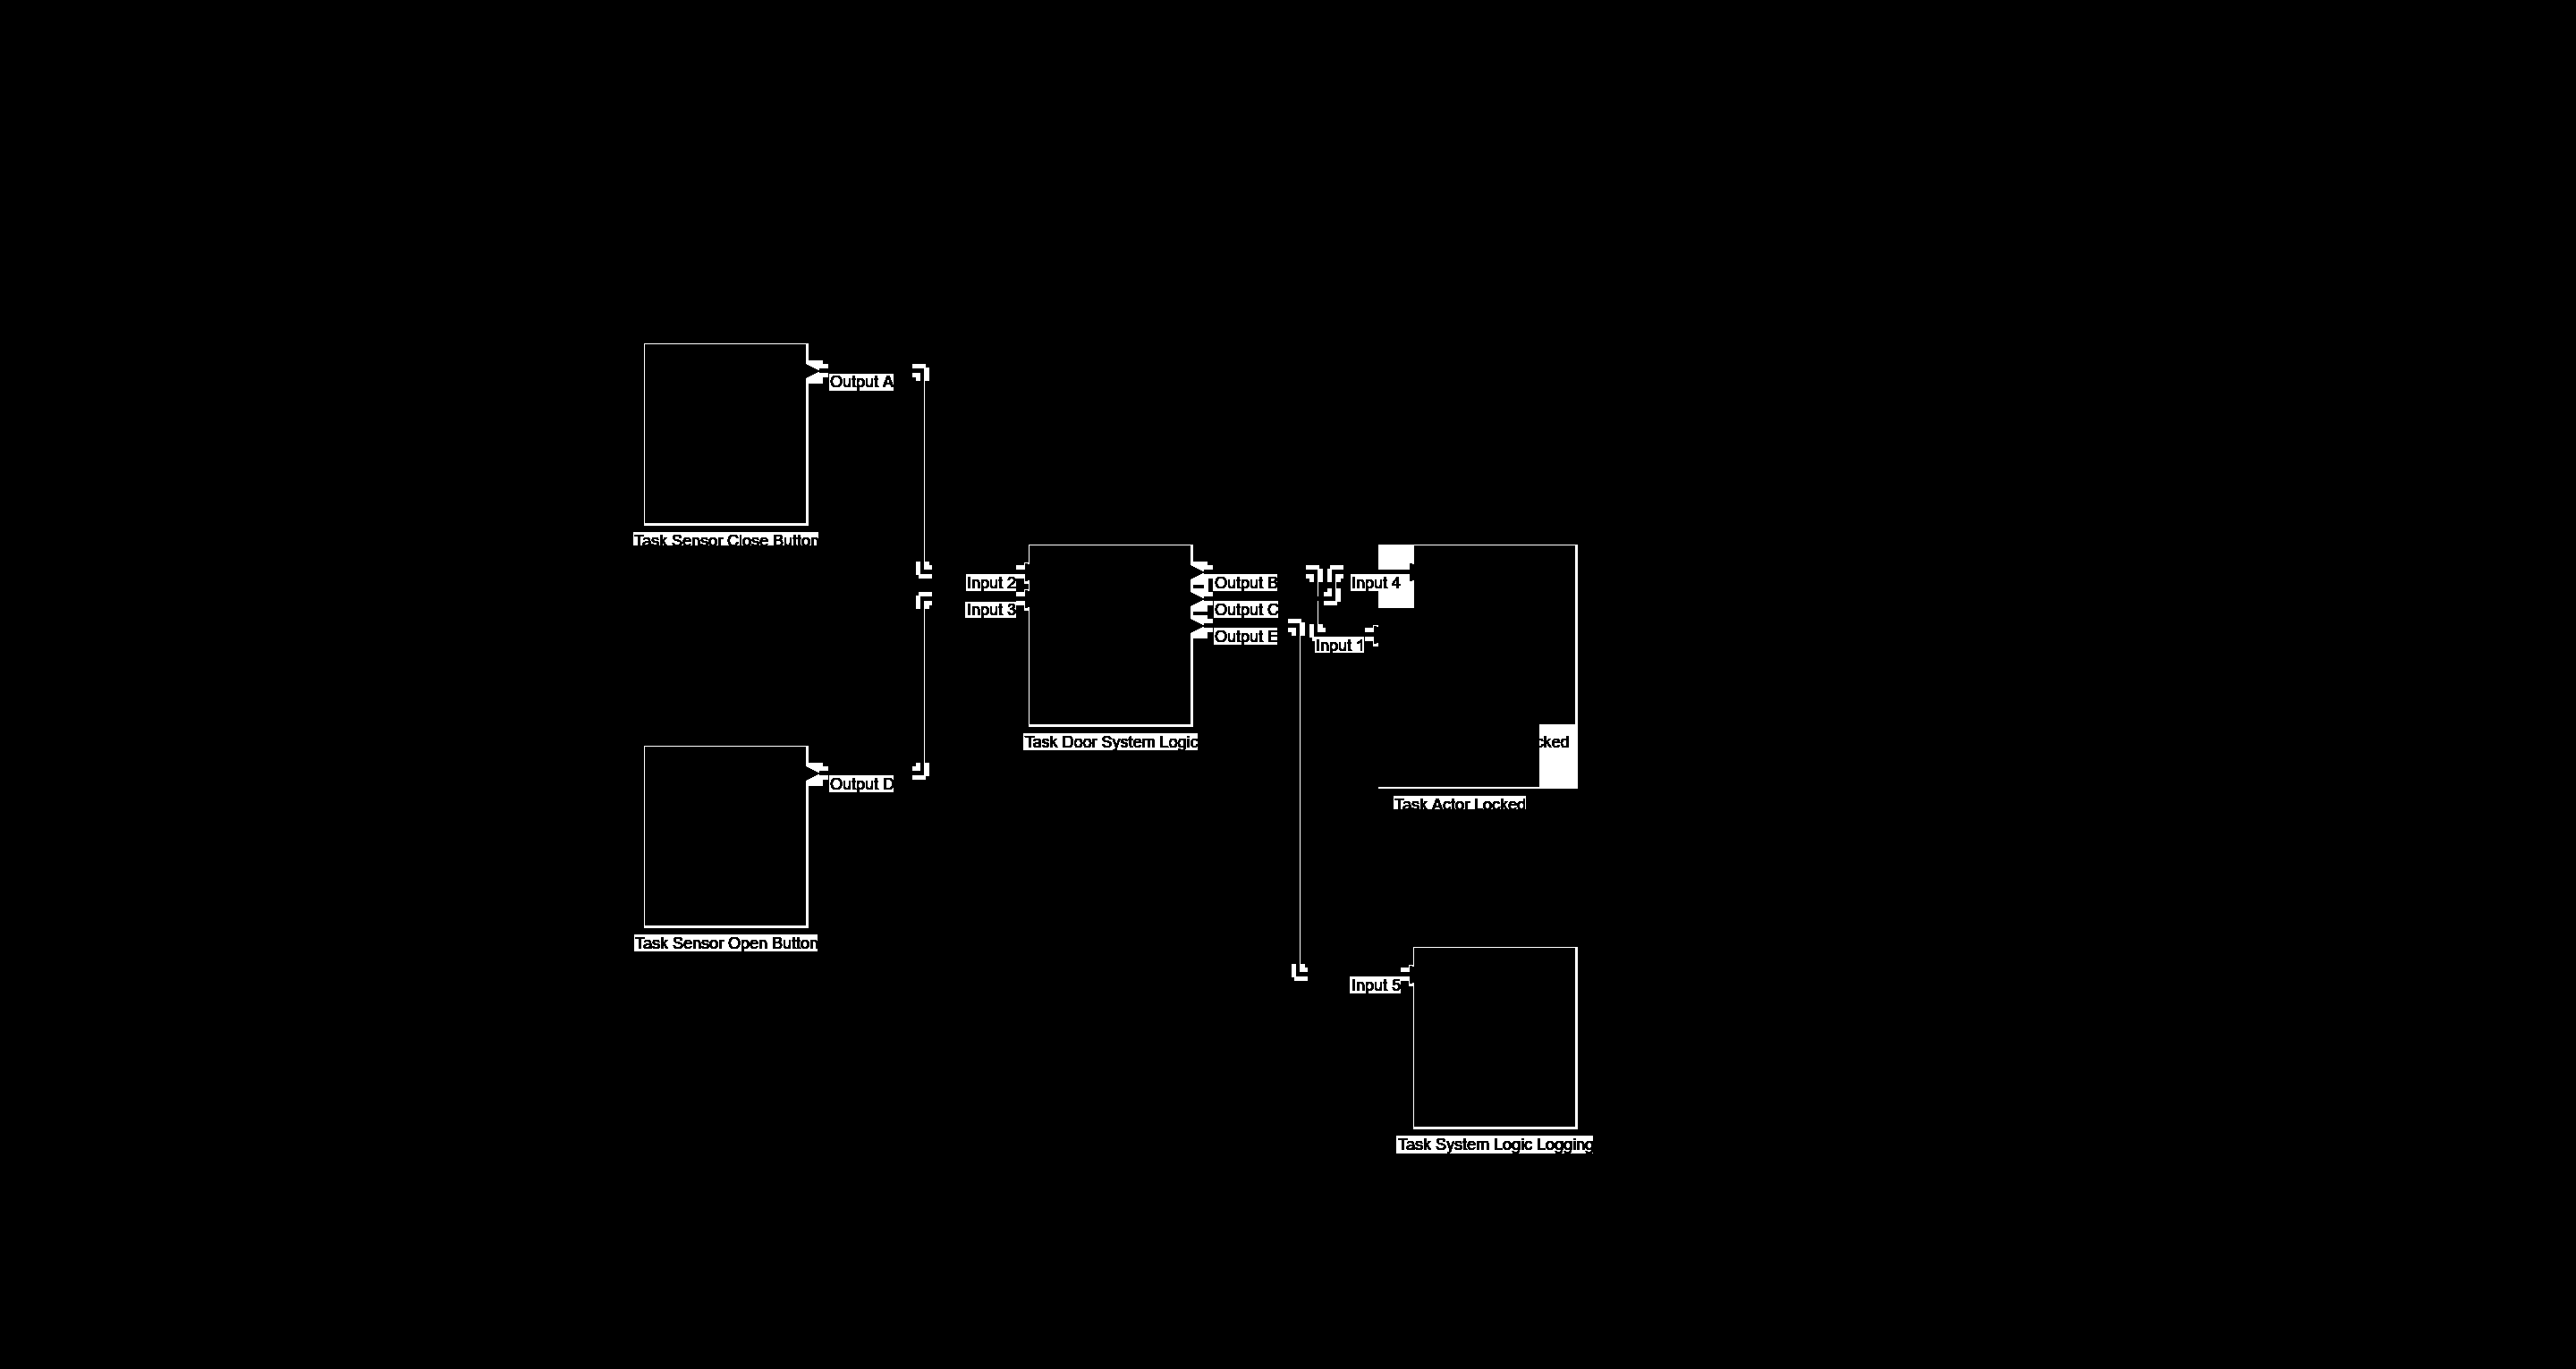 Output A
Task Sensor Close Button
Input 2
Input 3
Output B
Output C
Output E
Input 4
Input 1
Task Door System Logic
cked
Output D
Task Actor Locked
Task Sensor Open Button
Input 5
Task System Logic Logging